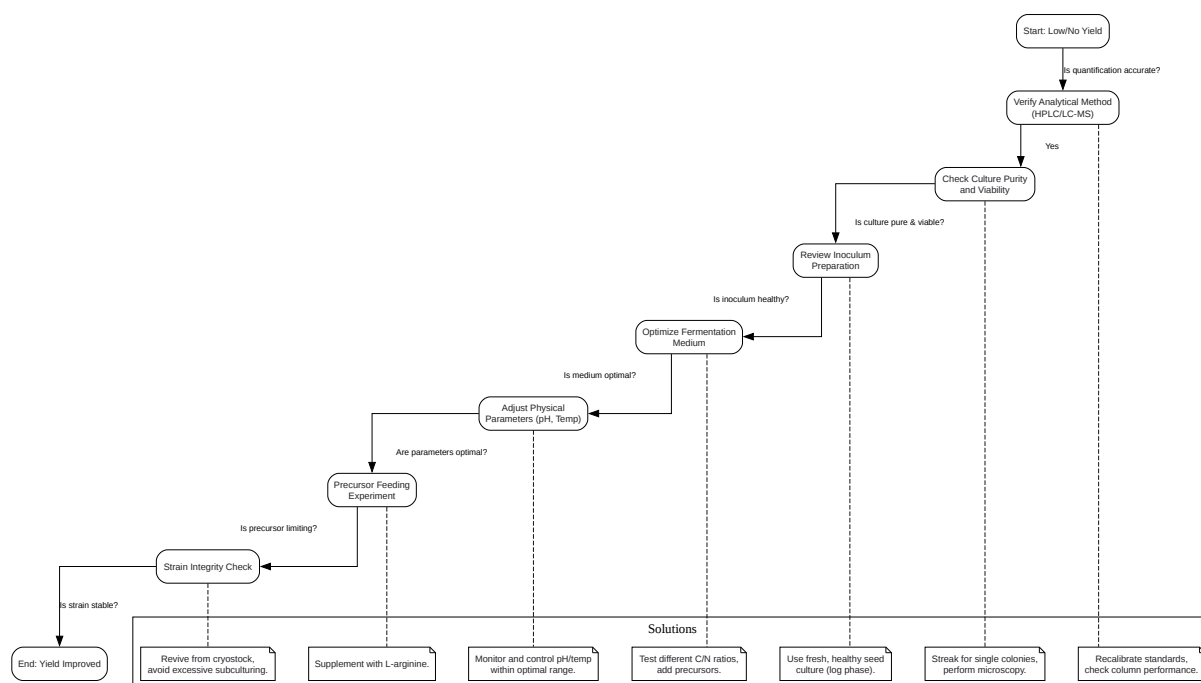 Start: Low/No Yield
Is quantification accurate?
Verify Analytical Method
(HPLC/LC-MS)
Yes
Check Culture Purity
and Viability
Is culture pure & viable?
Review Inoculum
Preparation
Is inoculum healthy?
Optimize Fermentation
Medium
Is medium optimal?
Adjust Physical
Parameters (pH, Temp)
Are parameters optimal?
Precursor Feeding
Experiment
Is precursor limiting?
Strain Integrity Check
Is strain stable?
End: Yield Improved
Solutions
Revive from cryostock,
avoid excessive subculturing.
Supplement with L-arginine.
Monitor and control pH/temp
within optimal range.
Test different C/N ratios,
add precursors.
Use fresh, healthy seed
culture (log phase).
Streak for single colonies,
perform microscopy.
Recalibrate standards,
check column performance.